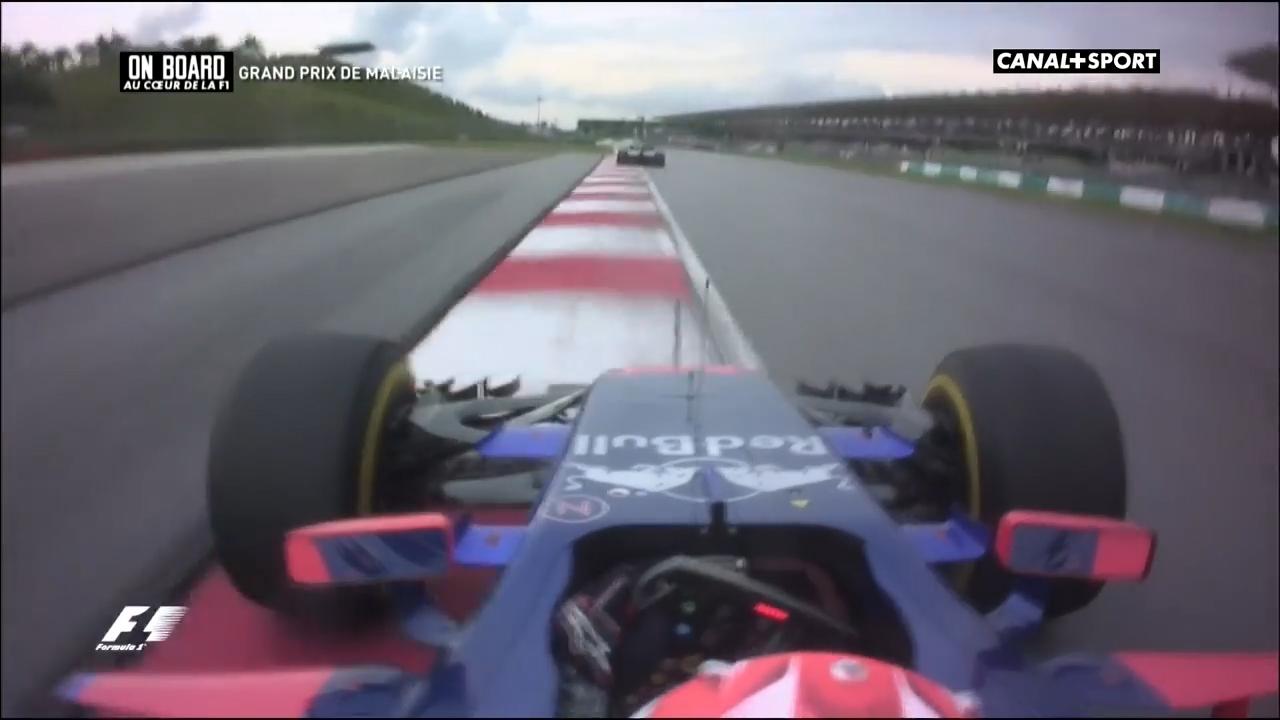 ON BOARD
AU CŒUR DE LA F1
GRAND PRIX DE MALAISIE
CANAL+SPORT
Red Bull
F1
Formula 1